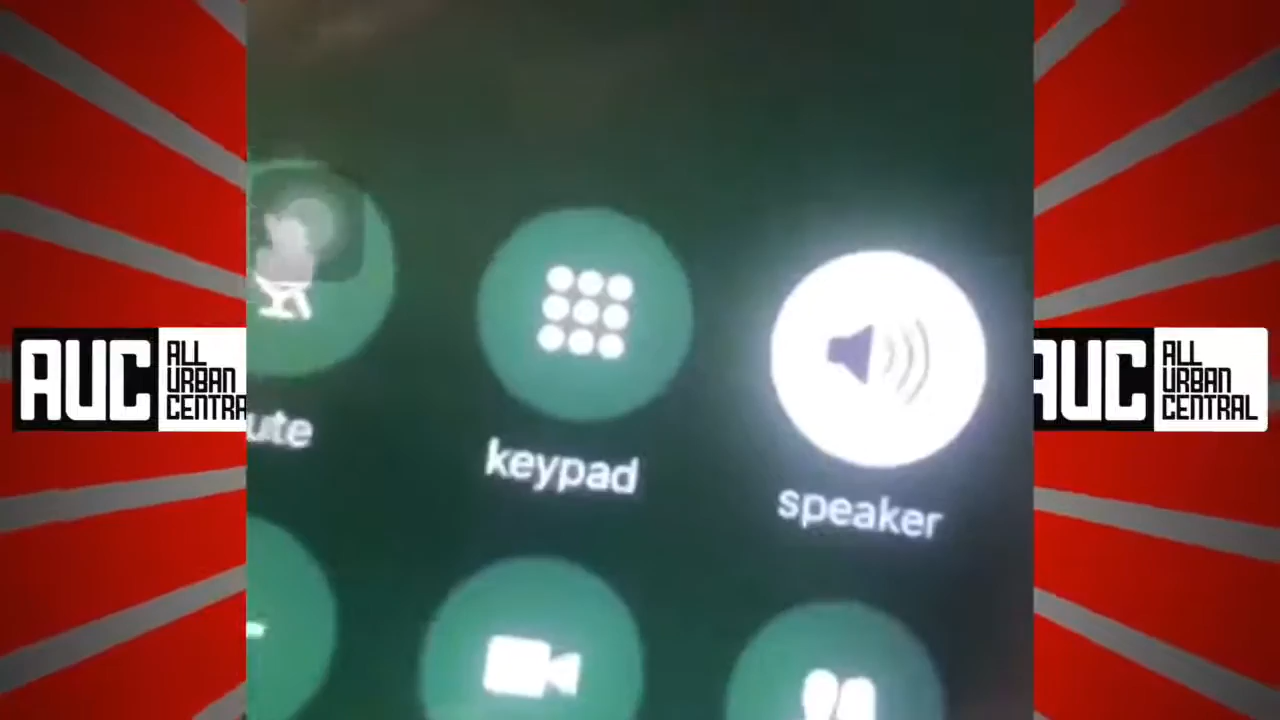 AUC ALL
URBAN
CENTRAL
ute
keypad
speaker
AUC ALL
URBAN
CENTRAL